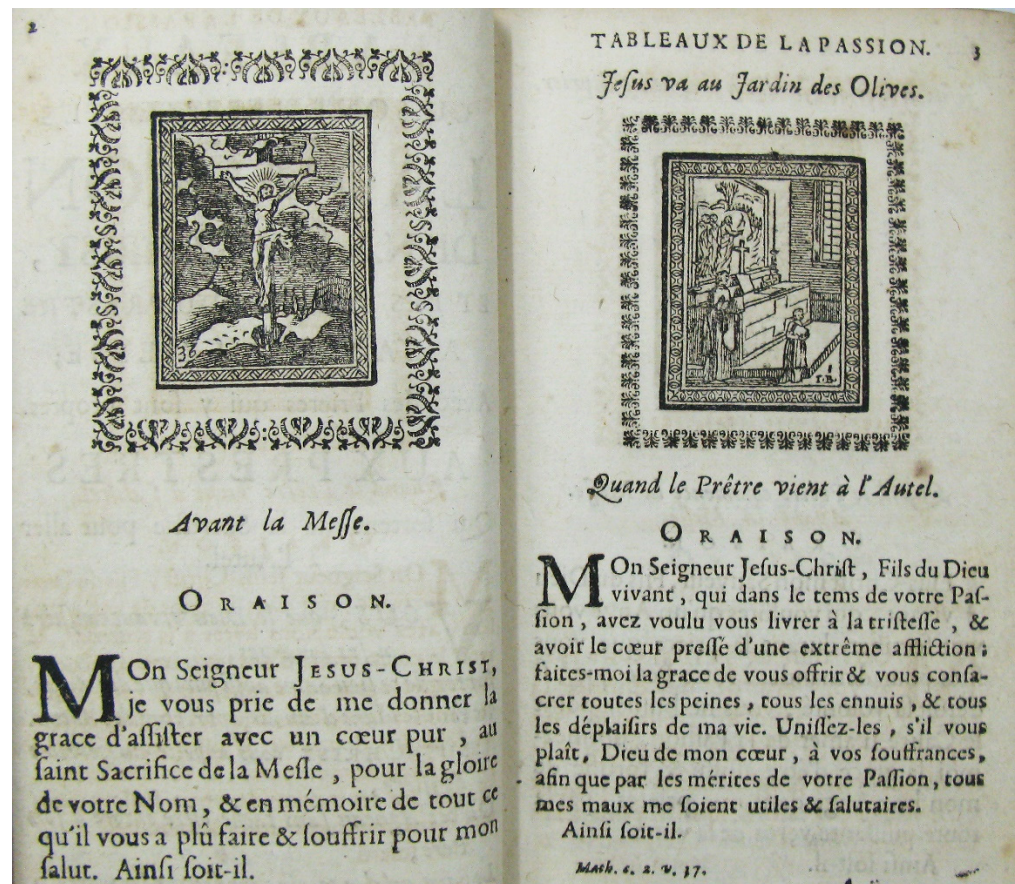 2
Avant la Meſſe.
ORAISON.
MOn Seigneur JESUS-CHRIST,
je vous prie de me donner la
grace d'aſſiſter avec un cœur pur, au
ſaint Sacrifice de la Meſſe, pour la gloire
de votre Nom, & en mémoire de tout ce
qu'il vous a plû faire & ſouffrir pour mon
ſalut. Ainſi ſoit-il.
TABLEAUX DE LA PASSION. 3
Jeſus va au Jardin des Olives.
I.B.
Quand le Prêtre vient à l'Autel.
ORAISON.
MOn Seigneur Jeſus-Chriſt, Fils du Dieu
vivant, qui dans le tems de votre Paſ-
ſion, avez voulu vous livrer à la triſteſſe, &
avoir le cœur preſſé d'une extrême affliction;
faites-moi la grace de vous offrir & vous conſa-
crer toutes les peines, tous les ennuis, & tous
les déplaiſirs de ma vie. Uniſſez-les, s'il vous
plaît, Dieu de mon cœur, à vos ſouffrances,
afin que par les mérites de votre Paſſion, tous
mes maux me ſoient utiles & ſalutaires.
Ainſi ſoit-il.
Math. c. 2. v. 37.